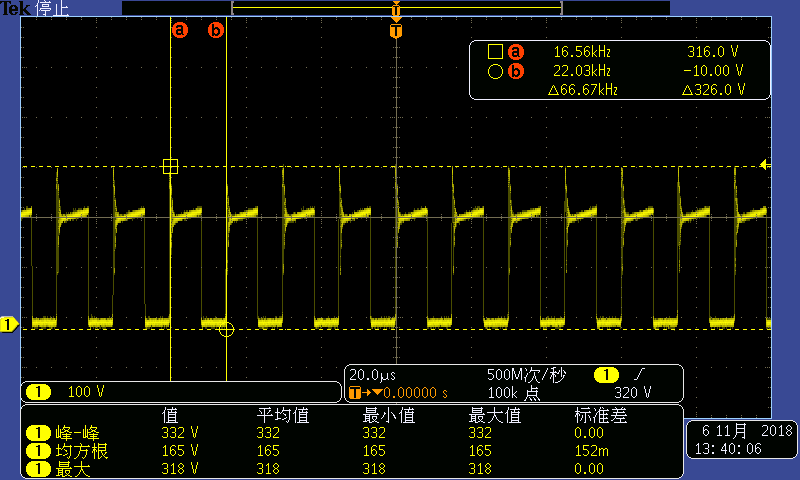 Tek 停止
T
a b
T
a 16.56kHz 316.0 V
b 22.03kHz −10.00 V
△66.67kHz △326.0 V
1
1 100 V
20.0µs 500M次/秒 1
T→▼0.00000 s 100k 点 320 V
值 平均值 最小值 最大值 标准差
1 峰−峰 332 V 332 332 332 0.00
1 均方根 165 V 165 165 165 152m
1 最大 318 V 318 318 318 0.00
6 11月 2018
13:40:06